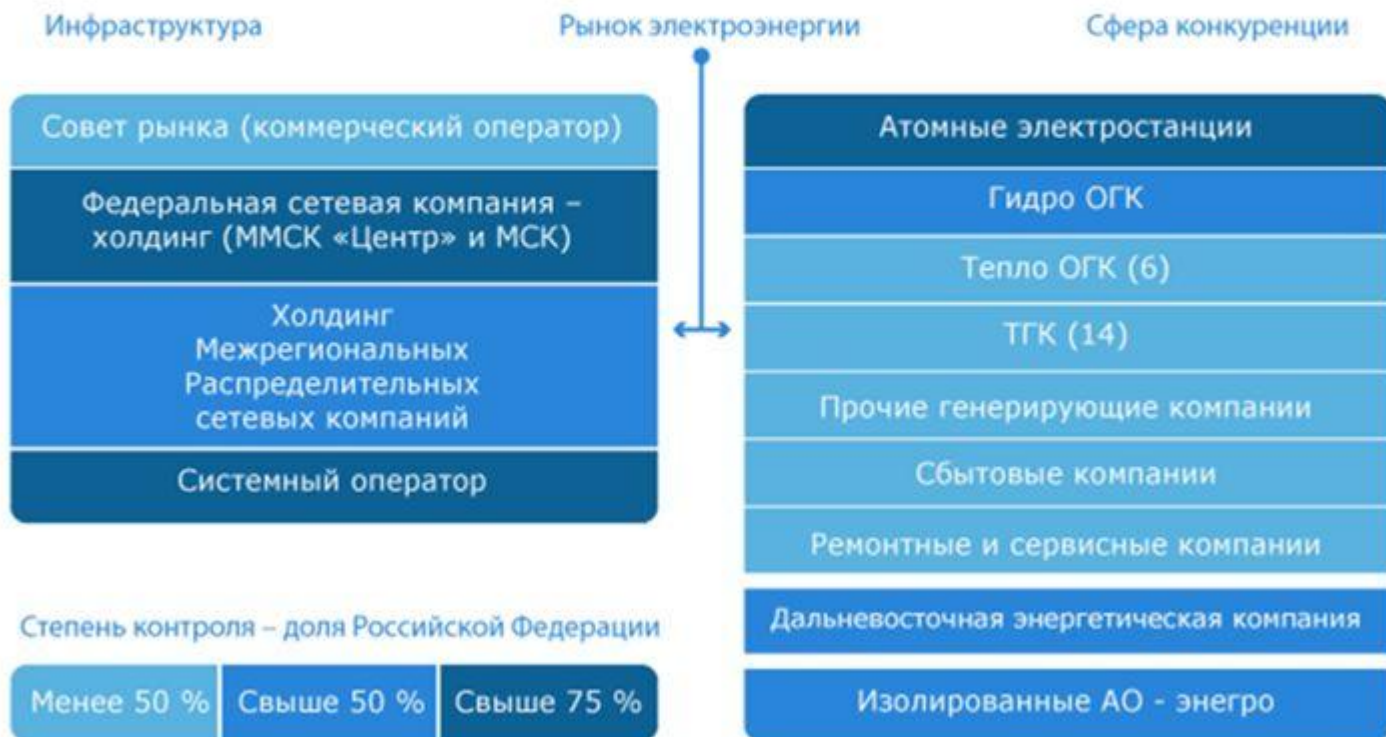 Инфраструктура
Рынок электроэнергии
Сфера конкуренции
Совет рынка (коммерческий оператор)
Федеральная сетевая компания –
холдинг (ММСК «Центр» и МСК)
Холдинг
Межрегиональных
Распределительных
сетевых компаний
Системный оператор
Атомные электростанции
Гидро ОГК
Тепло ОГК (6)
ТГК (14)
Прочие генерирующие компании
Сбытовые компании
Ремонтные и сервисные компании
Дальневосточная энергетическая компания
Изолированные АО - энегро
Степень контроля – доля Российской Федерации
Менее 50 %
Свыше 50 %
Свыше 75 %